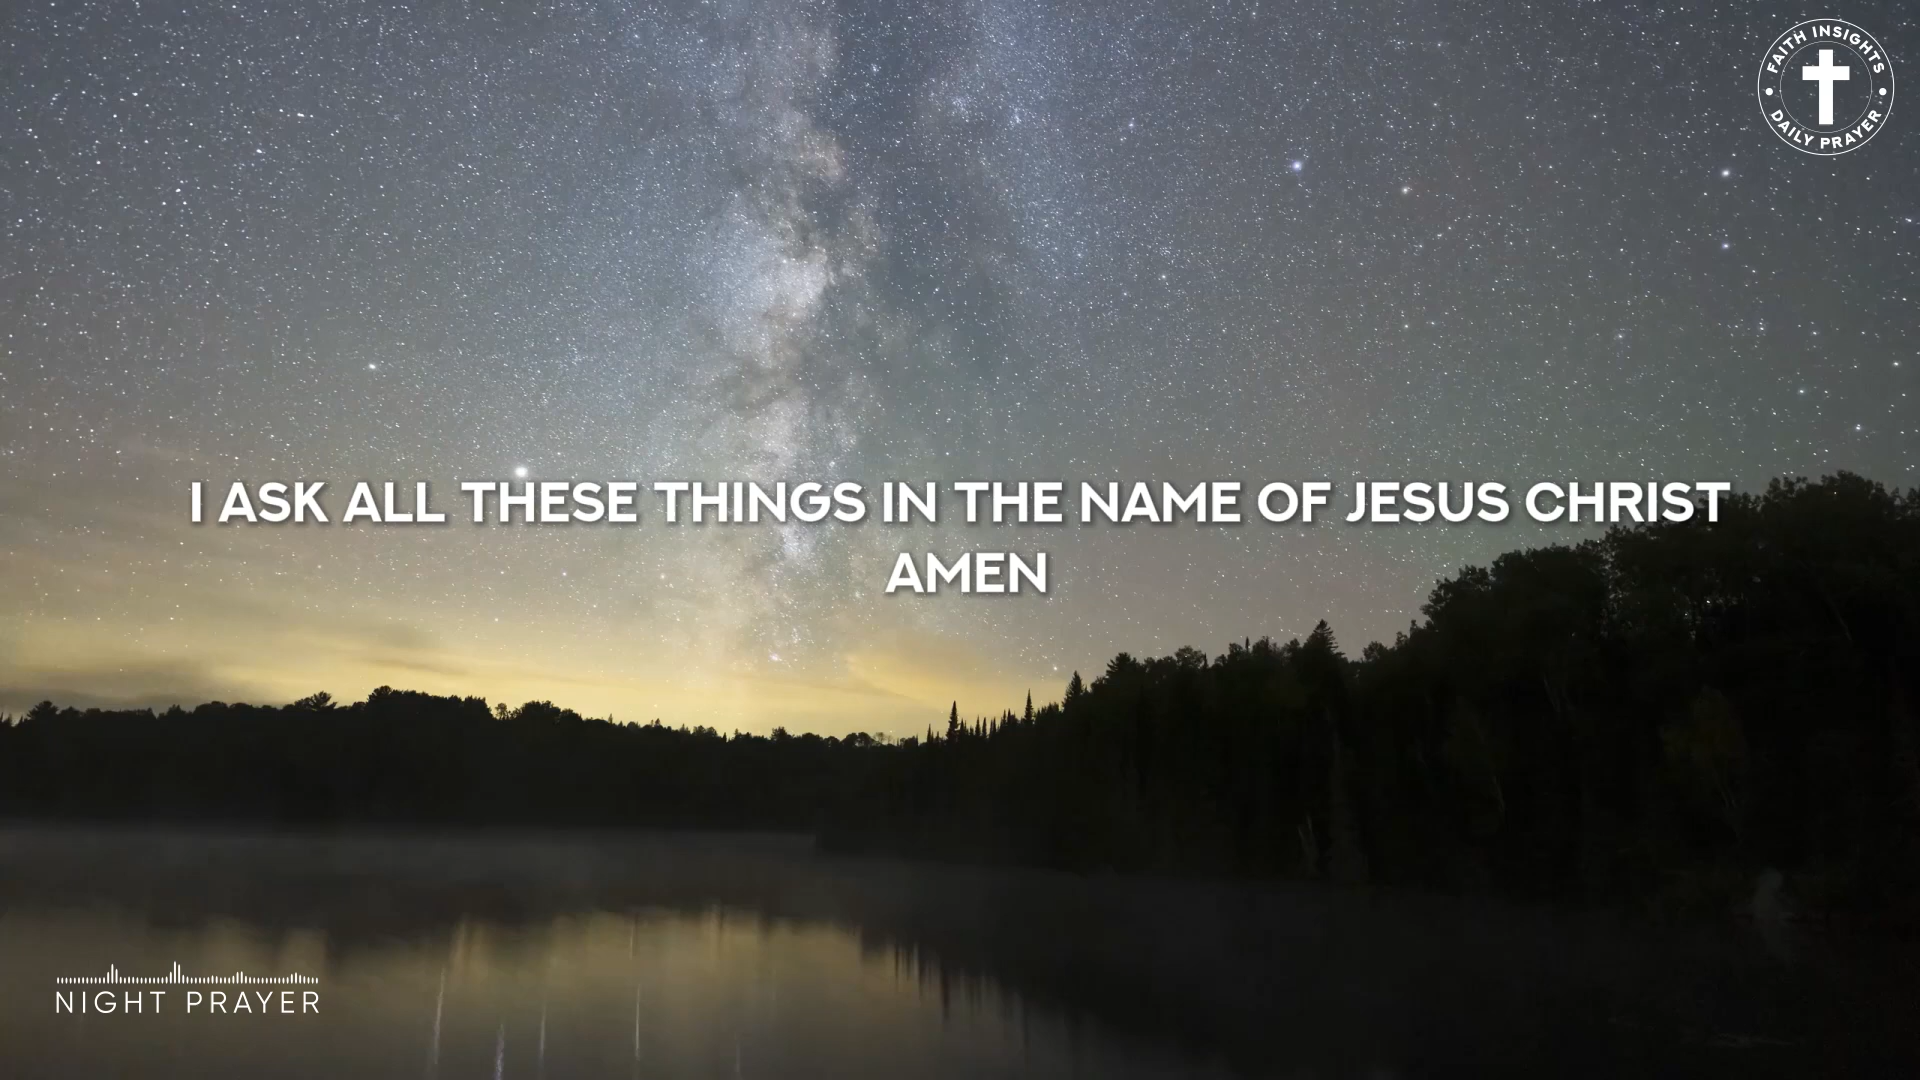 FAITH INSIGHTS
DAILY PRAYER
I ASK ALL THESE THINGS IN THE NAME OF JESUS CHRIST
AMEN
NIGHT PRAYER